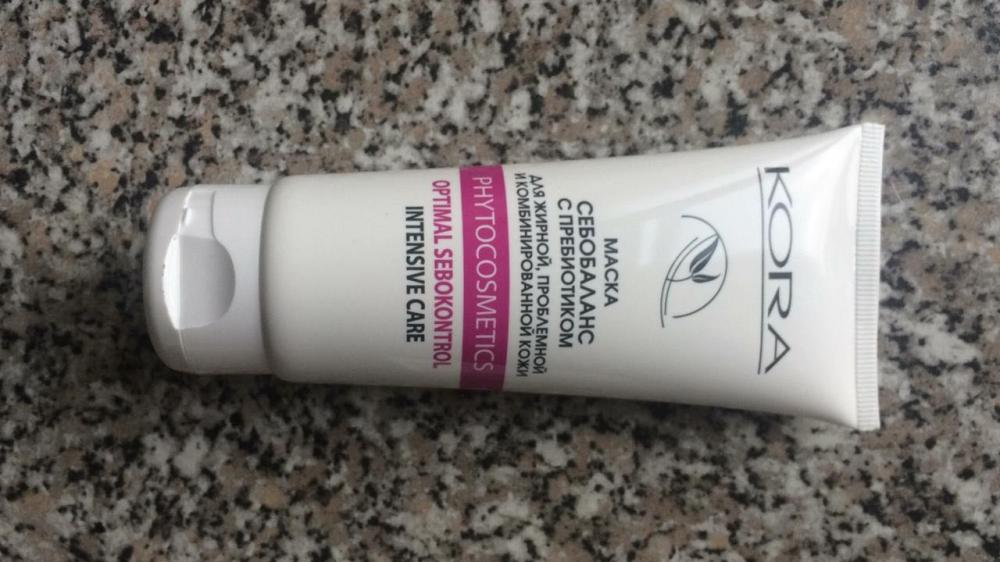 KORA
МАСКА
СЕБОБАЛАНС
С ПРЕБИОТИКОМ
ДЛЯ ЖИРНОЙ, ПРОБЛЕМНОЙ
И КОМБИНИРОВАННОЙ КОЖИ
PHYTOCOSMETICS
OPTIMAL SEBOKONTROL
INTENSIVE CARE